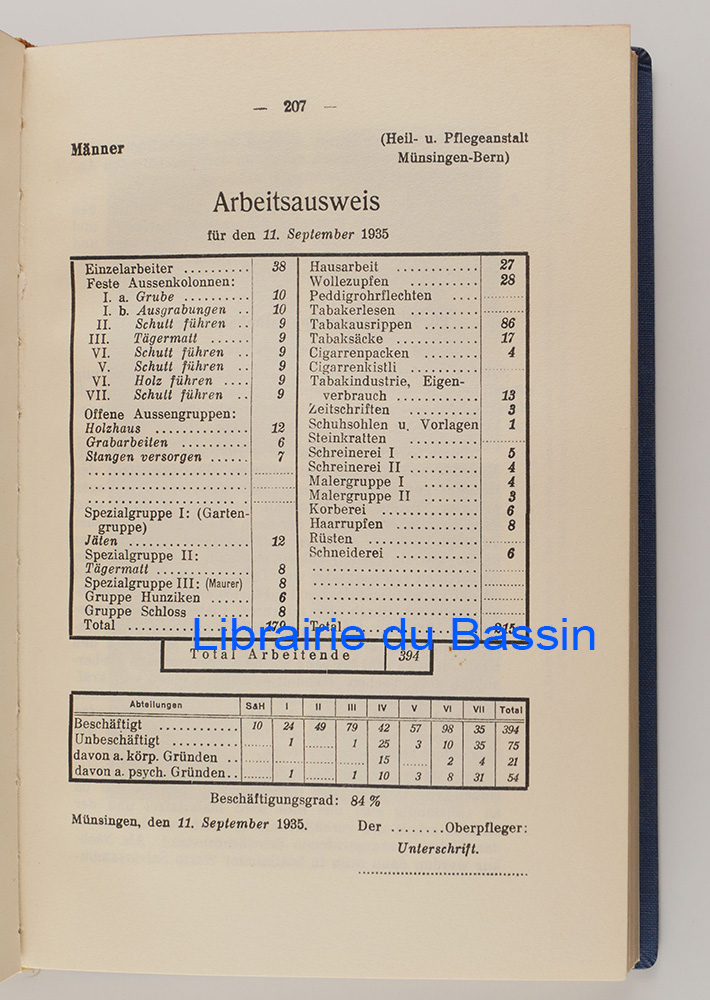 — 207 —
Männer
(Heil- u. Pflegeanstalt
Münsingen-Bern)
Arbeitsausweis
für den 11. September 1935
Einzelarbeiter .......... 38
Feste Aussenkolonnen:
I. a. Grube .......... 10
I. b. Ausgrabungen .. 10
II. Schutt führen .. 9
III. Tägermatt ..... 9
VI. Schutt führen .. 9
V. Schutt führen .. 9
VI. Holz führen .... 9
VII. Schutt führen .. 9
Offene Aussengruppen:
Holzhaus .............. 12
Grabarbeiten .......... 6
Stangen versorgen ...... 7
Spezialgruppe I: (Garten-
gruppe)
Jäten .............. 12
Spezialgruppe II:
Tägermatt .............. 8
Spezialgruppe III: (Maurer) 8
Gruppe Hunziken ...... 6
Gruppe Schloss ........ 8
Total .............. 179
Hausarbeit ............ 27
Wollezupfen .......... 28
Peddigrohrflechten ....
Tabakerlesen ..........
Tabakausrippen ........ 86
Tabaksäcke .......... 17
Cigarrenpacken ........ 4
Cigarrenkistli ........
Tabakindustrie, Eigen-
verbrauch ............ 13
Zeitschriften .......... 3
Schuhsohlen u. Vorlagen 1
Steinkratten ..........
Schreinerei I .......... 5
Schreinerei II .......... 4
Malergruppe I ........ 4
Malergruppe II ........ 3
Korberei .............. 6
Haarrupfen ............ 8
Rüsten ..............
Schneiderei ............ 6
Total .............. 215
Librairie du Bassin
Total Arbeitende 394
Abteilungen S&H I II III IV V VI VII Total
Beschäftigt ............ 10 24 49 79 42 57 98 35 394
Unbeschäftigt .......... ...... 1 ...... 1 25 3 10 35 75
davon a. körp. Gründen .. 15 ...... 2 4 21
davon a. psych. Gründen.. ...... 1 ...... 1 10 3 8 31 54
Beschäftigungsgrad: 84 %
Münsingen, den 11. September 1935.
Der ........Oberpfleger:
Unterschrift.